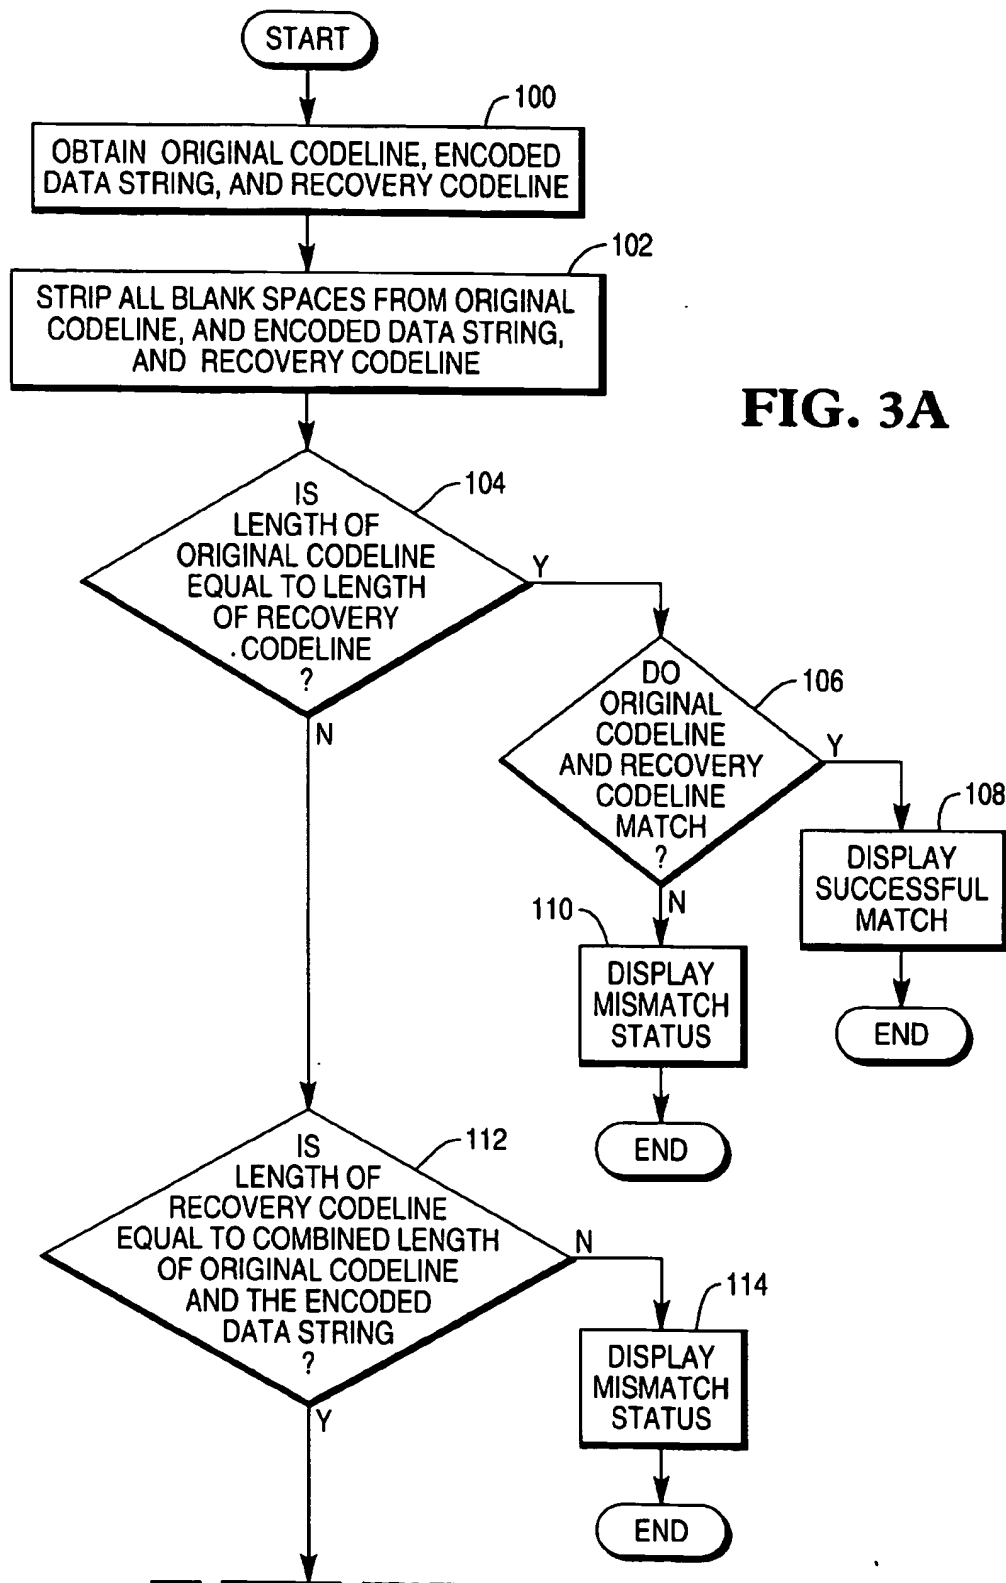 START
100
OBTAIN ORIGINAL CODELINE, ENCODED
DATA STRING, AND RECOVERY CODELINE
102
STRIP ALL BLANK SPACES FROM ORIGINAL
CODELINE, AND ENCODED DATA STRING,
AND RECOVERY CODELINE
FIG. 3A
104
IS
LENGTH OF
ORIGINAL CODELINE
EQUAL TO LENGTH
OF RECOVERY
CODELINE
?
Y
N
106
DO
ORIGINAL
CODELINE
AND RECOVERY
CODELINE
MATCH
?
Y
N
108
DISPLAY
SUCCESSFUL
MATCH
END
110
DISPLAY
MISMATCH
STATUS
END
112
IS
LENGTH OF
RECOVERY CODELINE
EQUAL TO COMBINED LENGTH
OF ORIGINAL CODELINE
AND THE ENCODED
DATA STRING
?
N
Y
114
DISPLAY
MISMATCH
STATUS
END